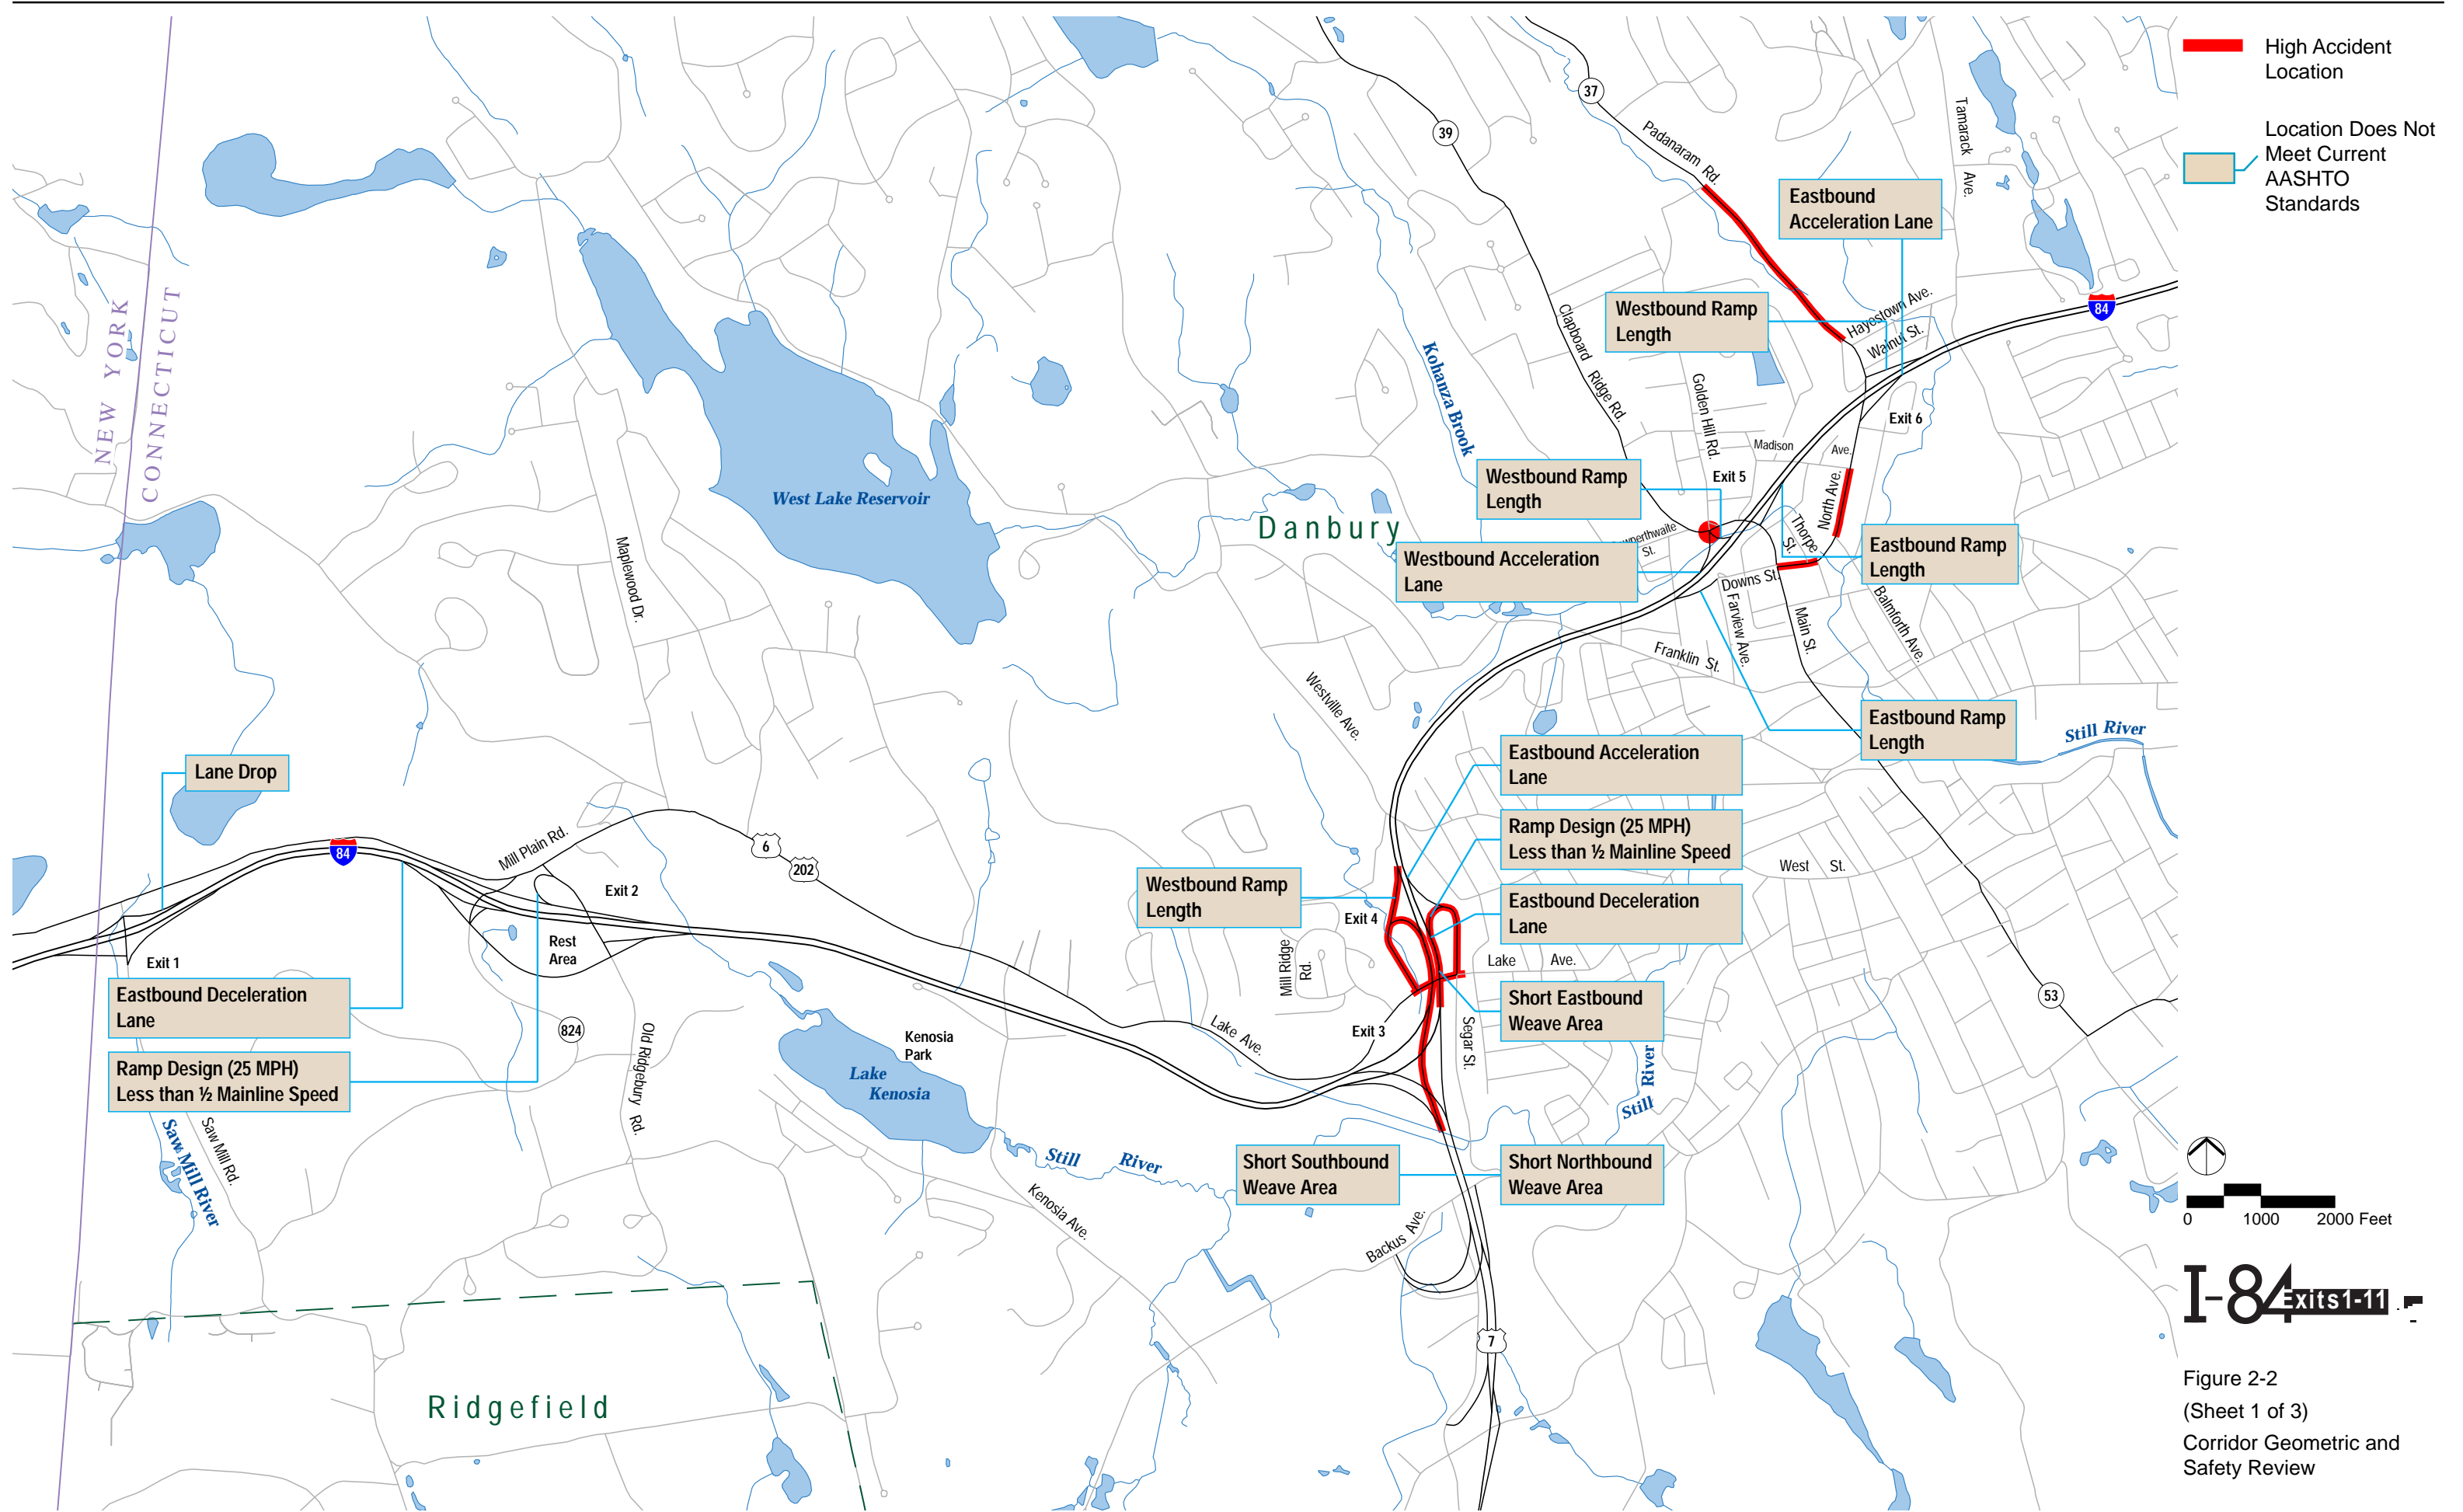 High Accident
Location
Location Does Not
Meet Current
AASHTO
Standards
37
39
Padanaram Rd.
Tamarack Ave.
Eastbound
Acceleration Lane
84
NEW YORK
CONNECTICUT
Westbound Ramp
Length
Hayestown Ave.
Walnut St.
Clapboard Ridge Rd.
Kohanza Brook
Golden Hill Rd.
Exit 6
Madison Ave.
Westbound Ramp
Length
Exit 5
North Ave.
West Lake Reservoir
Danbury
St.
Thorpe St.
Eastbound Ramp
Length
Westbound Acceleration
Lane
Downs St.
Maplewood Dr.
Farview Ave.
Main St.
Balmforth Ave.
Franklin St.
Westville Ave.
Eastbound Ramp
Length
Still River
Lane Drop
Eastbound Acceleration
Lane
84
Mill Plain Rd.
6
202
Ramp Design (25 MPH)
Less than ½ Mainline Speed
West St.
Exit 2
Westbound Ramp
Length
Eastbound Deceleration
Lane
Exit 4
Rest
Area
Exit 1
Mill Ridge
Rd.
Lake Ave.
Eastbound Deceleration
Lane
Short Eastbound
Weave Area
53
824
Old Ridgebury Rd.
Kenosia
Park
Lake Ave.
Exit 3
Segar St.
Ramp Design (25 MPH)
Less than ½ Mainline Speed
Lake
Kenosia
Still River
Saw Mill River
Saw Mill Rd.
Still River
Short Southbound
Weave Area
Short Northbound
Weave Area
Kenosia Ave.
Backus Ave.
0 1000 2000 Feet
7
I-84 Exits1-11
Ridgefield
Figure 2-2
(Sheet 1 of 3)
Corridor Geometric and
Safety Review